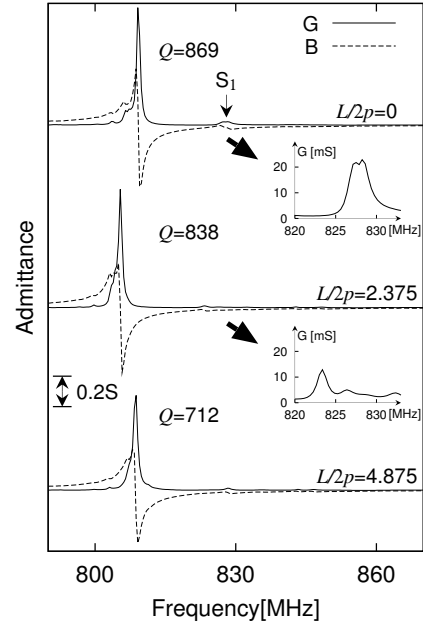 G
B
Q=869
S1
L/2p=0
G [mS]
20
10
0
820 825 830 [MHz]
Q=838
L/2p=2.375
G [mS]
20
10
0
820 825 830 [MHz]
0.2S
Q=712
L/2p=4.875
Admittance
800 830 860
Frequency[MHz]